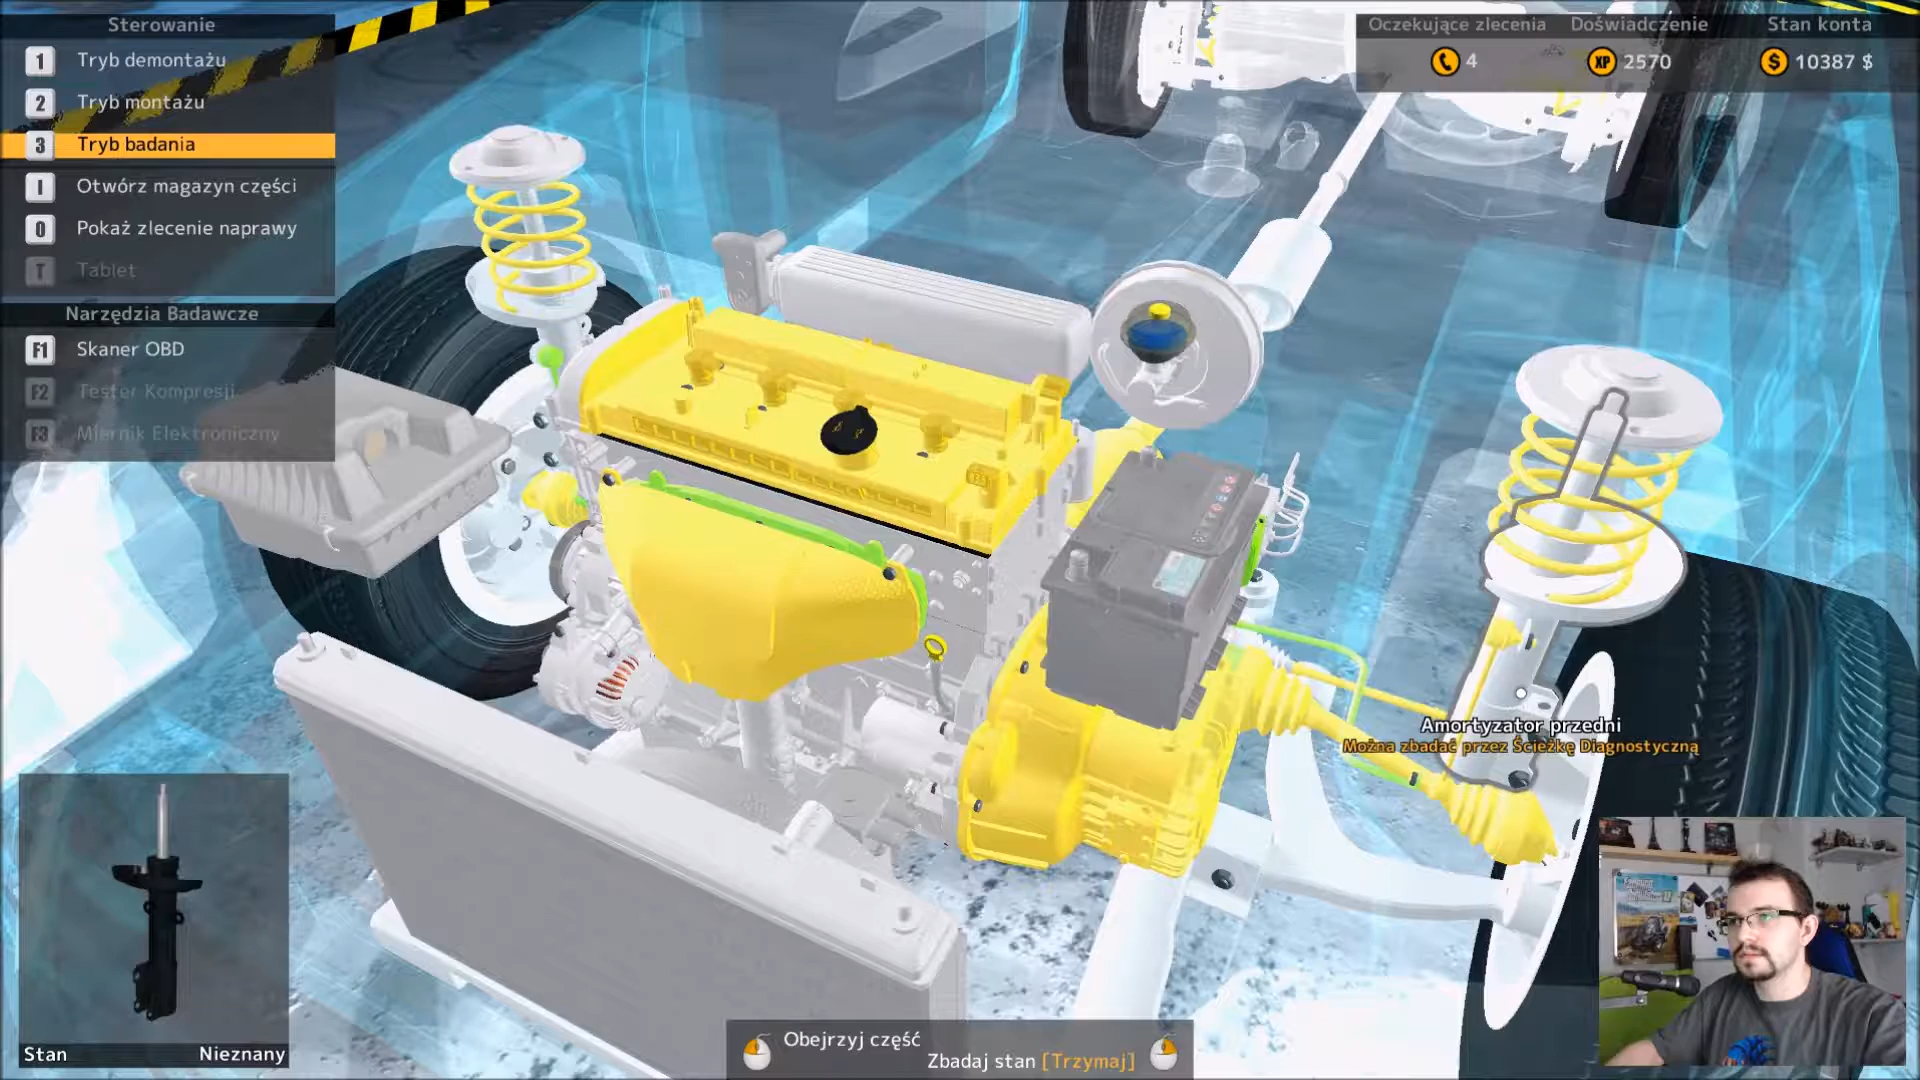 Sterowanie
1 Tryb demontażu
2 Tryb montażu
3 Tryb badania
I Otwórz magazyn części
O Pokaż zlecenie naprawy
T Tablet
Narzędzia Badawcze
F1 Skaner OBD
F2 Tester Kompresji
F3 Miernik Elektroniczny
Oczekujące zlecenia Doświadczenie Stan konta
4 XP 2570 $ 10387 $
Amortyzator przedni
Można zbadać przez Ścieżkę Diagnostyczną
Stan Nieznany
Obejrzyj część
Zbadaj stan [Trzymaj]